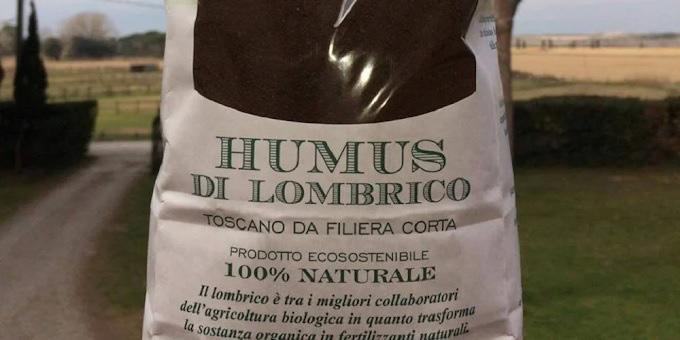 HUMUS
DI LOMBRICO
TOSCANO DA FILIERA CORTA
PRODOTTO ECOSOSTENIBILE
100% NATURALE
Il lombrico è tra i migliori collaboratori
dell'agricoltura biologica in quanto trasforma
la sostanza organica in fertilizzanti naturali.